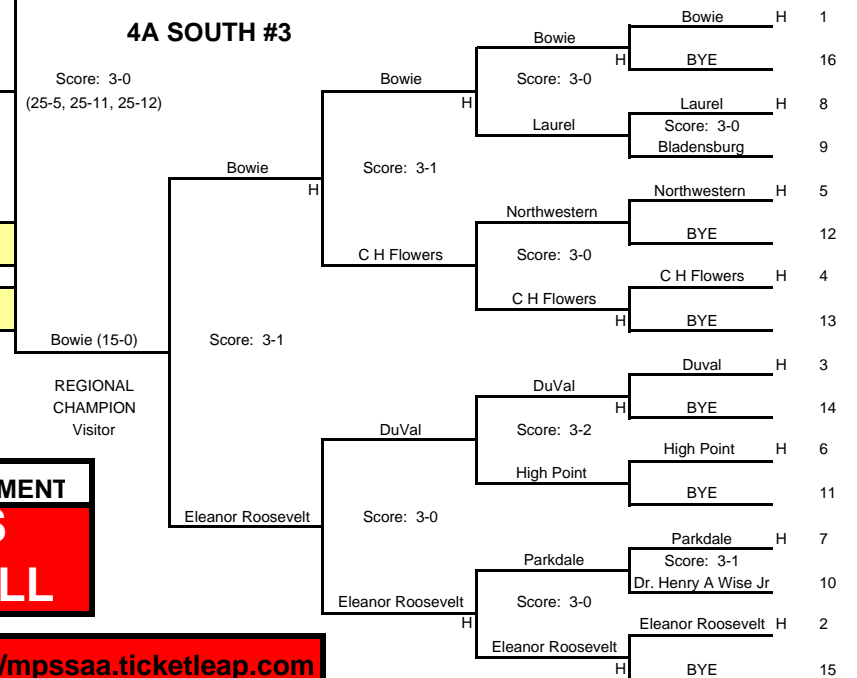 4A SOUTH #3
Bowie H 1
Bowie
H BYE 16
Score: 3-0
Bowie
Score: 3-0
(25-5, 25-11, 25-12)
H
Laurel H 8
Laurel
Score: 3-0
Bladensburg 9
Bowie
Score: 3-1
H
Northwestern H 5
Northwestern
BYE 12
C H Flowers
Score: 3-0
C H Flowers H 4
C H Flowers
H BYE 13
Bowie (15-0)
Score: 3-1
REGIONAL
CHAMPION
Visitor
Duval H 3
DuVal
H BYE 14
DuVal
Score: 3-2
High Point H 6
High Point
BYE 11
Eleanor Roosevelt
Score: 3-0
Parkdale H 7
Parkdale
Score: 3-1
Dr. Henry A Wise Jr 10
Eleanor Roosevelt
H
Score: 3-0
Eleanor Roosevelt H 2
Eleanor Roosevelt
H BYE 15
MENT
S
LL
/mpssaa.ticketleap.com